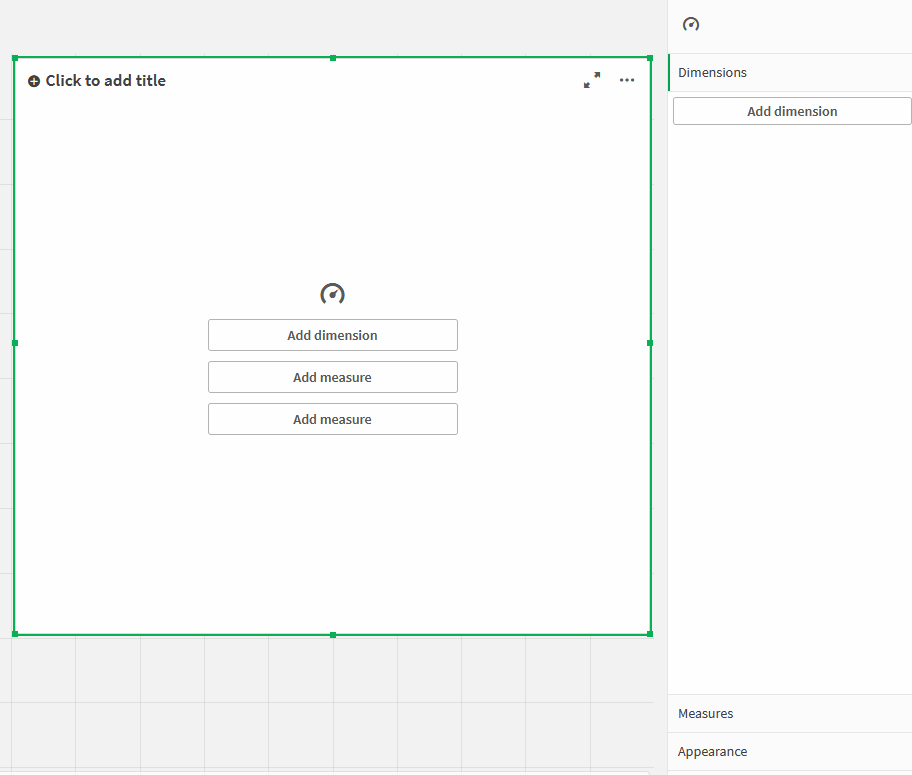 Click to add title
Add dimension
Add measure
Add measure
Dimensions
Add dimension
Measures
Appearance